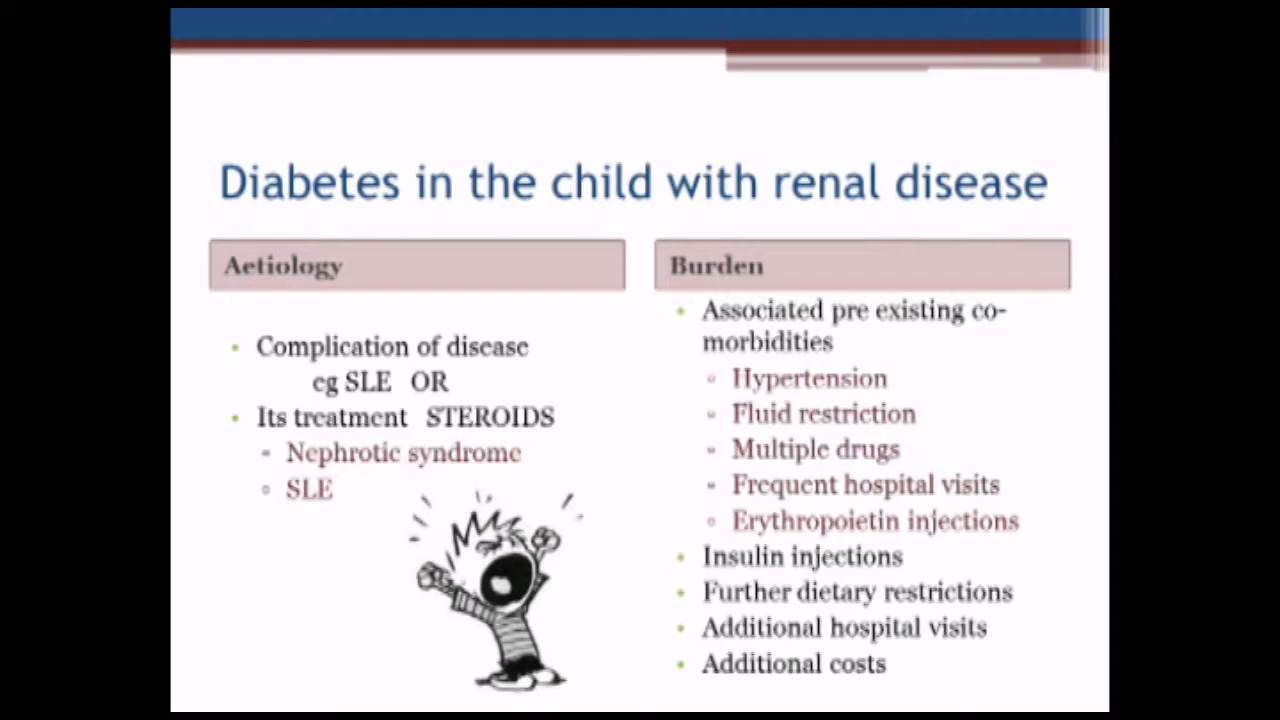 Diabetes in the child with renal disease
Aetiology
Complication of disease
eg SLE OR
Its treatment STEROIDS
Nephrotic syndrome
SLE
Burden
Associated pre existing co-
morbidities
Hypertension
Fluid restriction
Multiple drugs
Frequent hospital visits
Erythropoietin injections
Insulin injections
Further dietary restrictions
Additional hospital visits
Additional costs